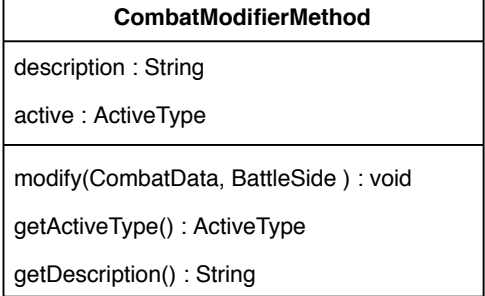 CombatModifierMethod
description : String
active : ActiveType
modify(CombatData, BattleSide ) : void
getActiveType() : ActiveType
getDescription() : String